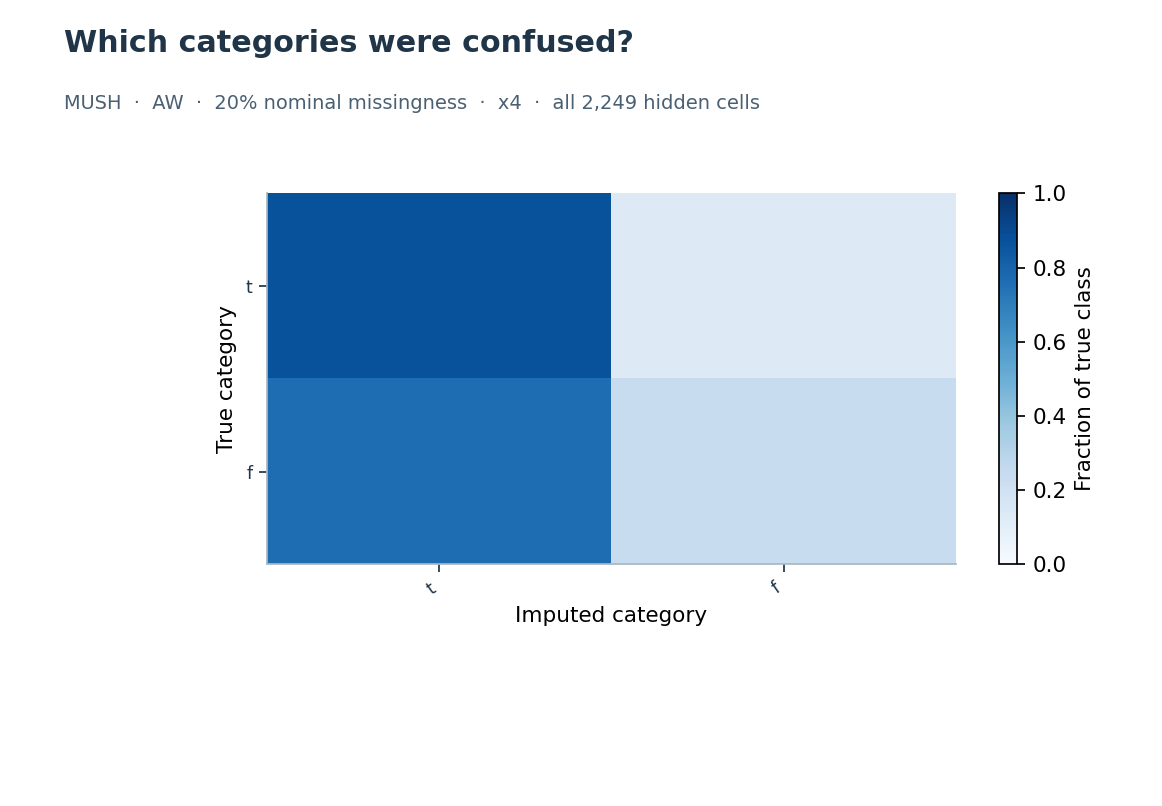 Which categories were confused?
MUSH · AW · 20% nominal missingness · x4 · all 2,249 hidden cells
True category
t
f
t
f
Imputed category
1.0
0.8
0.6
0.4
0.2
0.0
Fraction of true class